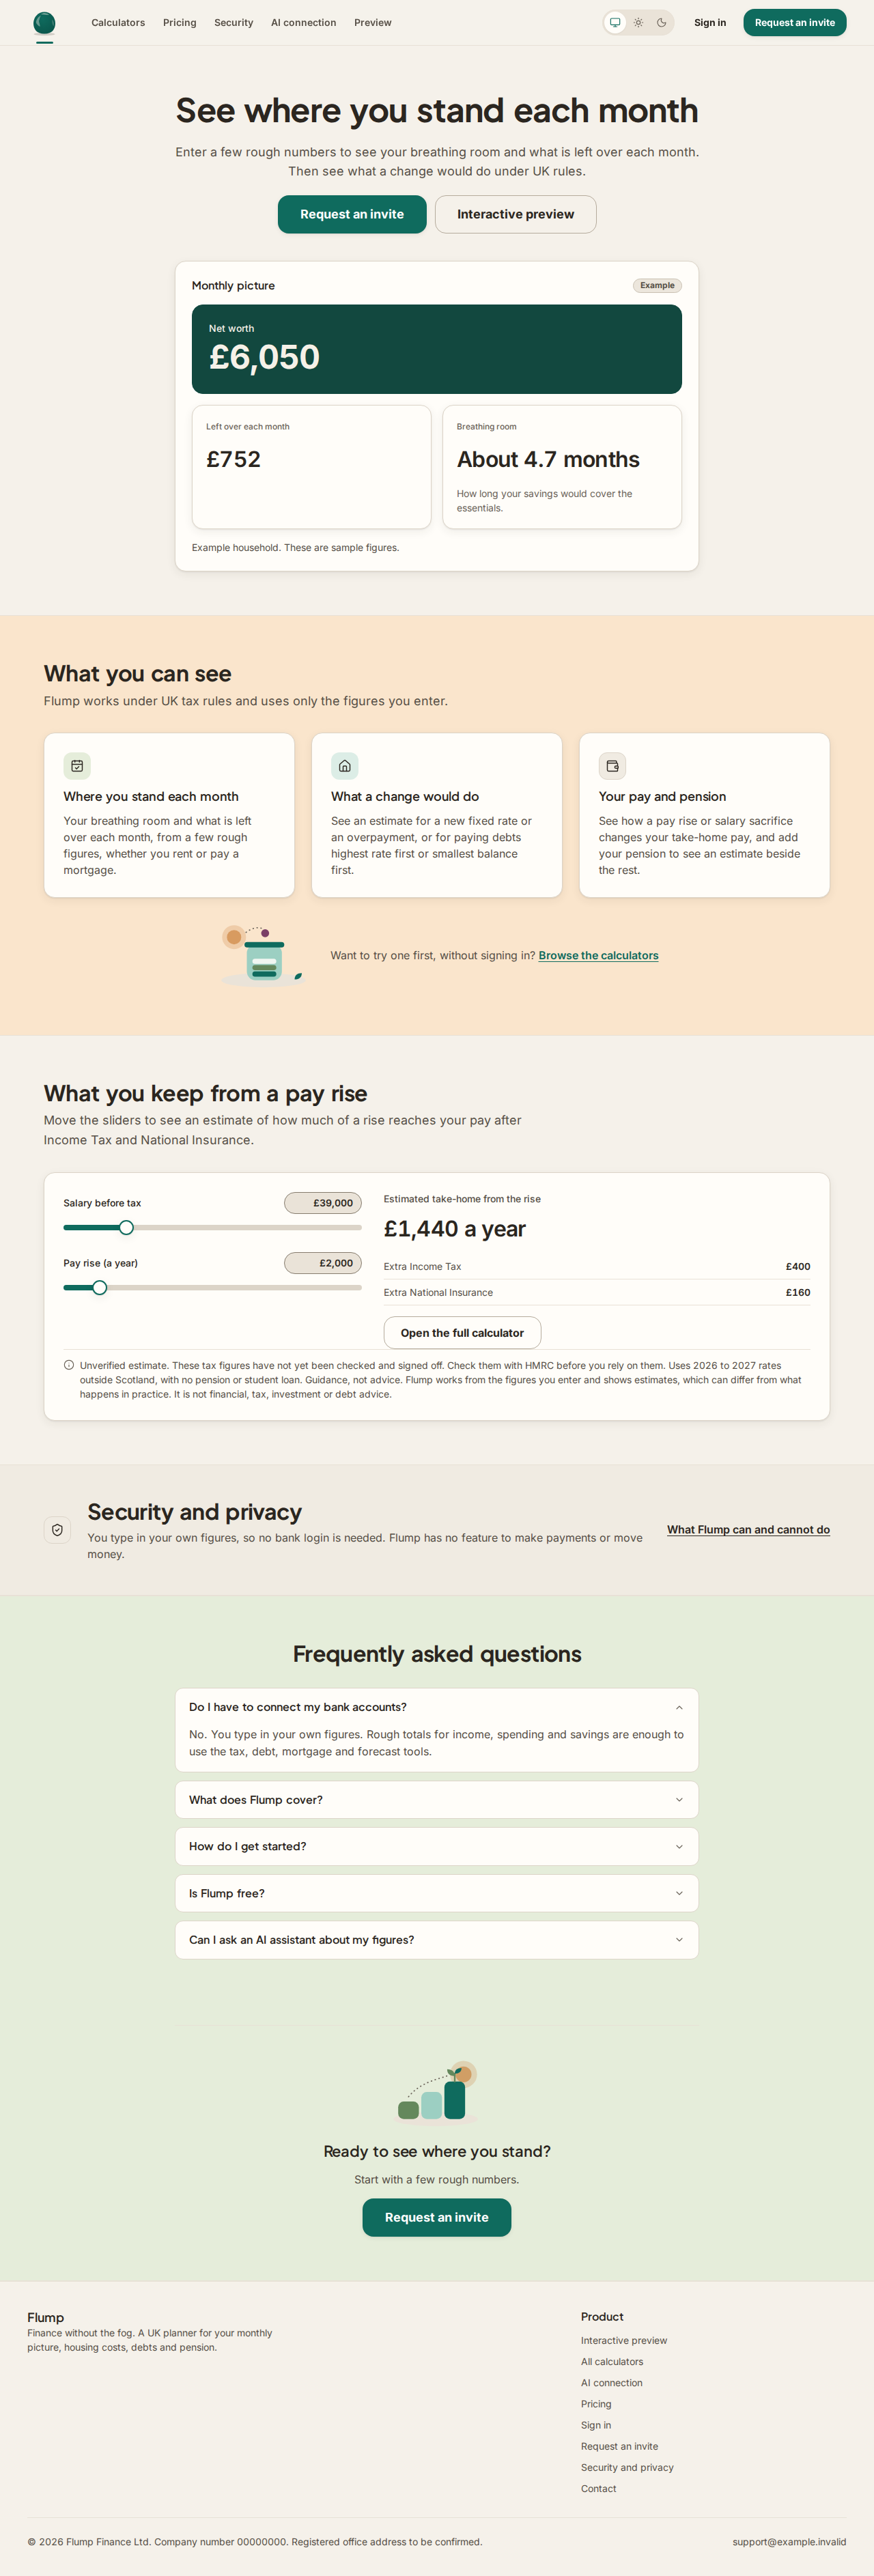 Calculators Pricing Security AI connection Preview Sign in Request an invite
See where you stand each month
Enter a few rough numbers to see your breathing room and what is left over each month.
Then see what a change would do under UK rules.
Request an invite Interactive preview
Monthly picture Example
Net worth
£6,050
Left over each month
£752
Breathing room
About 4.7 months
How long your savings would cover the
essentials.
Example household. These are sample figures.
What you can see
Flump works under UK tax rules and uses only the figures you enter.
Where you stand each month
Your breathing room and what is left
over each month, from a few rough
figures, whether you rent or pay a
mortgage.
What a change would do
See an estimate for a new fixed rate or
an overpayment, or for paying debts
highest rate first or smallest balance
first.
Your pay and pension
See how a pay rise or salary sacrifice
changes your take-home pay, and add
your pension to see an estimate beside
the rest.
Want to try one first, without signing in? Browse the calculators
What you keep from a pay rise
Move the sliders to see an estimate of how much of a rise reaches your pay after
Income Tax and National Insurance.
Salary before tax £39,000
Pay rise (a year) £2,000
Estimated take-home from the rise
£1,440 a year
Extra Income Tax £400
Extra National Insurance £160
Open the full calculator
Unverified estimate. These tax figures have not yet been checked and signed off. Check them with HMRC before you rely on them. Uses 2026 to 2027 rates
outside Scotland, with no pension or student loan. Guidance, not advice. Flump works from the figures you enter and shows estimates, which can differ from what
happens in practice. It is not financial, tax, investment or debt advice.
Security and privacy
You type in your own figures, so no bank login is needed. Flump has no feature to make payments or move
money.
What Flump can and cannot do
Frequently asked questions
Do I have to connect my bank accounts?
No. You type in your own figures. Rough totals for income, spending and savings are enough to
use the tax, debt, mortgage and forecast tools.
What does Flump cover?
How do I get started?
Is Flump free?
Can I ask an AI assistant about my figures?
Ready to see where you stand?
Start with a few rough numbers.
Request an invite
Flump
Finance without the fog. A UK planner for your monthly
picture, housing costs, debts and pension.
Product
Interactive preview
All calculators
AI connection
Pricing
Sign in
Request an invite
Security and privacy
Contact
© 2026 Flump Finance Ltd. Company number 00000000. Registered office address to be confirmed. support@example.invalid